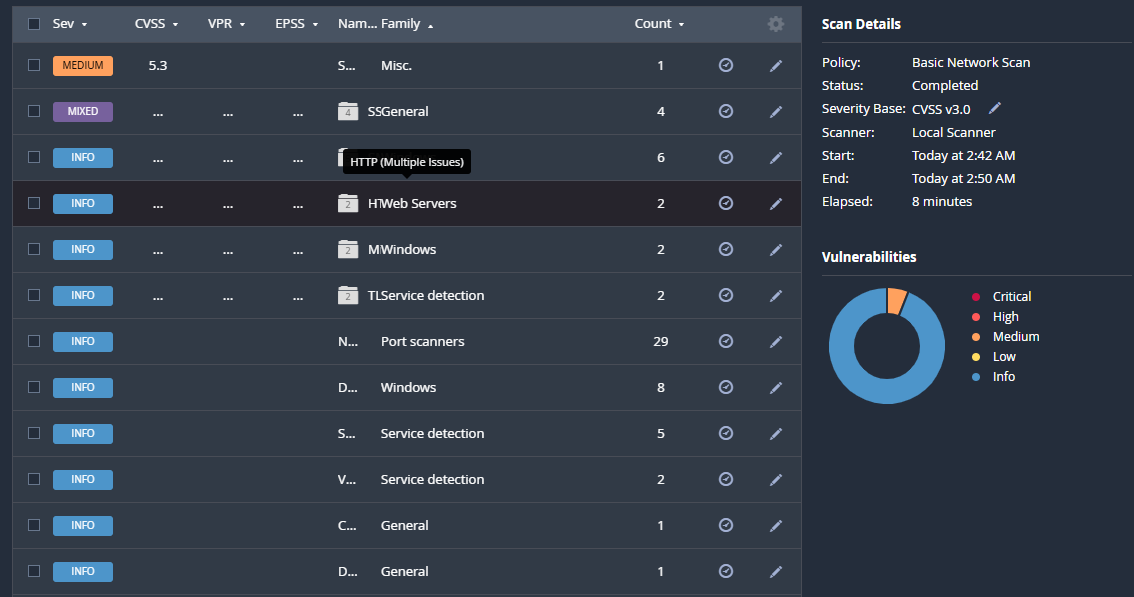 Sev CVSS VPR EPSS Nam... Family Count
MEDIUM 5.3 S... Misc. 1
MIXED ... ... ... 4 SSGeneral 4
INFO ... ... ... 6
HTTP (Multiple Issues)
INFO ... ... ... 2 HTWeb Servers 2
INFO ... ... ... 2 MWindows 2
INFO ... ... ... 2 TLService detection 2
INFO N... Port scanners 29
INFO D... Windows 8
INFO S... Service detection 5
INFO V... Service detection 2
INFO C... General 1
INFO D... General 1
Scan Details
Policy: Basic Network Scan
Status: Completed
Severity Base: CVSS v3.0
Scanner: Local Scanner
Start: Today at 2:42 AM
End: Today at 2:50 AM
Elapsed: 8 minutes
Vulnerabilities
Critical
High
Medium
Low
Info